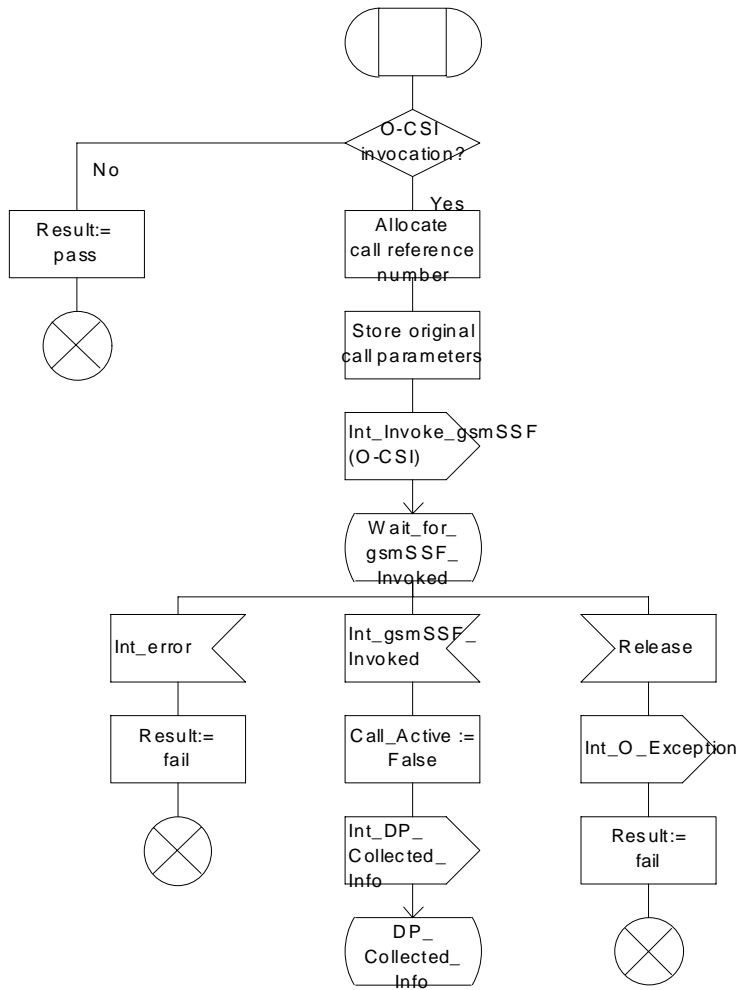 O-CSI
invocation?
No
Yes
Result:=
pass
Allocate
call reference
number
Store original
call parameters
Int_Invoke_gsmSSF
(O-CSI)
Wait_for_
gsmSSF_
Invoked
Int_error
Int_gsmSSF_
Invoked
Release
Result:=
fail
Call_Active :=
False
Int_O_Exception
Int_DP_
Collected_
Info
Result:=
fail
DP_
Collected_
Info